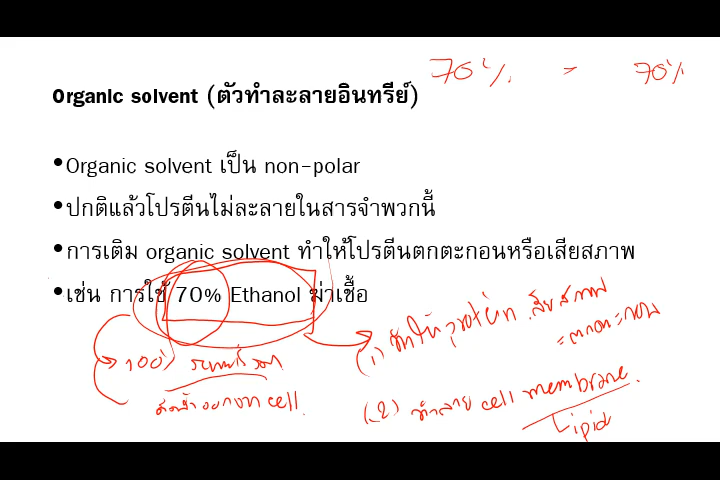 70% = 70%
Organic solvent (ตัวทำละลายอินทรีย์)
•Organic solvent เป็น non-polar
•ปกติแล้วโปรตีนไม่ละลายในสารจำพวกนี้
•การเติม organic solvent ทำให้โปรตีนตกตะกอนหรือเสียสภาพ
•เช่น การใช้ 70% Ethanol ฆ่าเชื้อ
(1) ทำให้ protein เสียสภาพ
= ตกตะกอน
→ 100%
cell
(2) ทำลาย cell membrane
Lipid